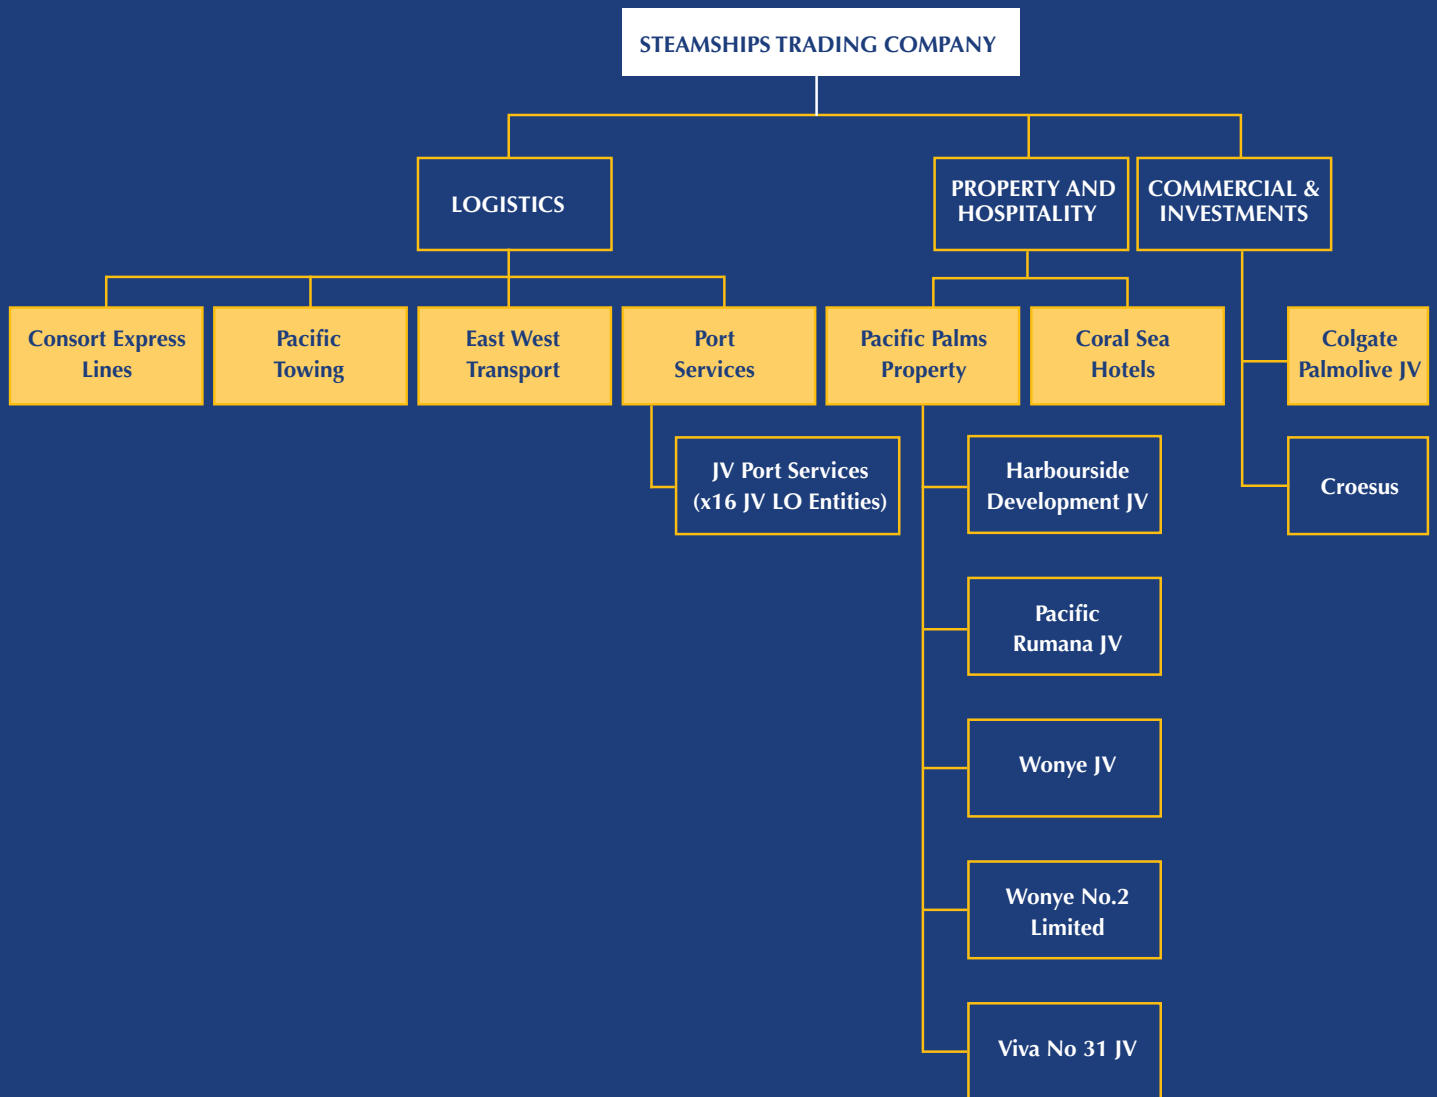 STEAMSHIPS TRADING COMPANY
LOGISTICS
PROPERTY AND
HOSPITALITY
COMMERCIAL &
INVESTMENTS
Consort Express
Lines
Pacific
Towing
East West
Transport
Port
Services
Pacific Palms
Property
Coral Sea
Hotels
Colgate
Palmolive JV
JV Port Services
(x16 JV LO Entities)
Harbourside
Development JV
Croesus
Pacific
Rumana JV
Wonye JV
Wonye No.2
Limited
Viva No 31 JV